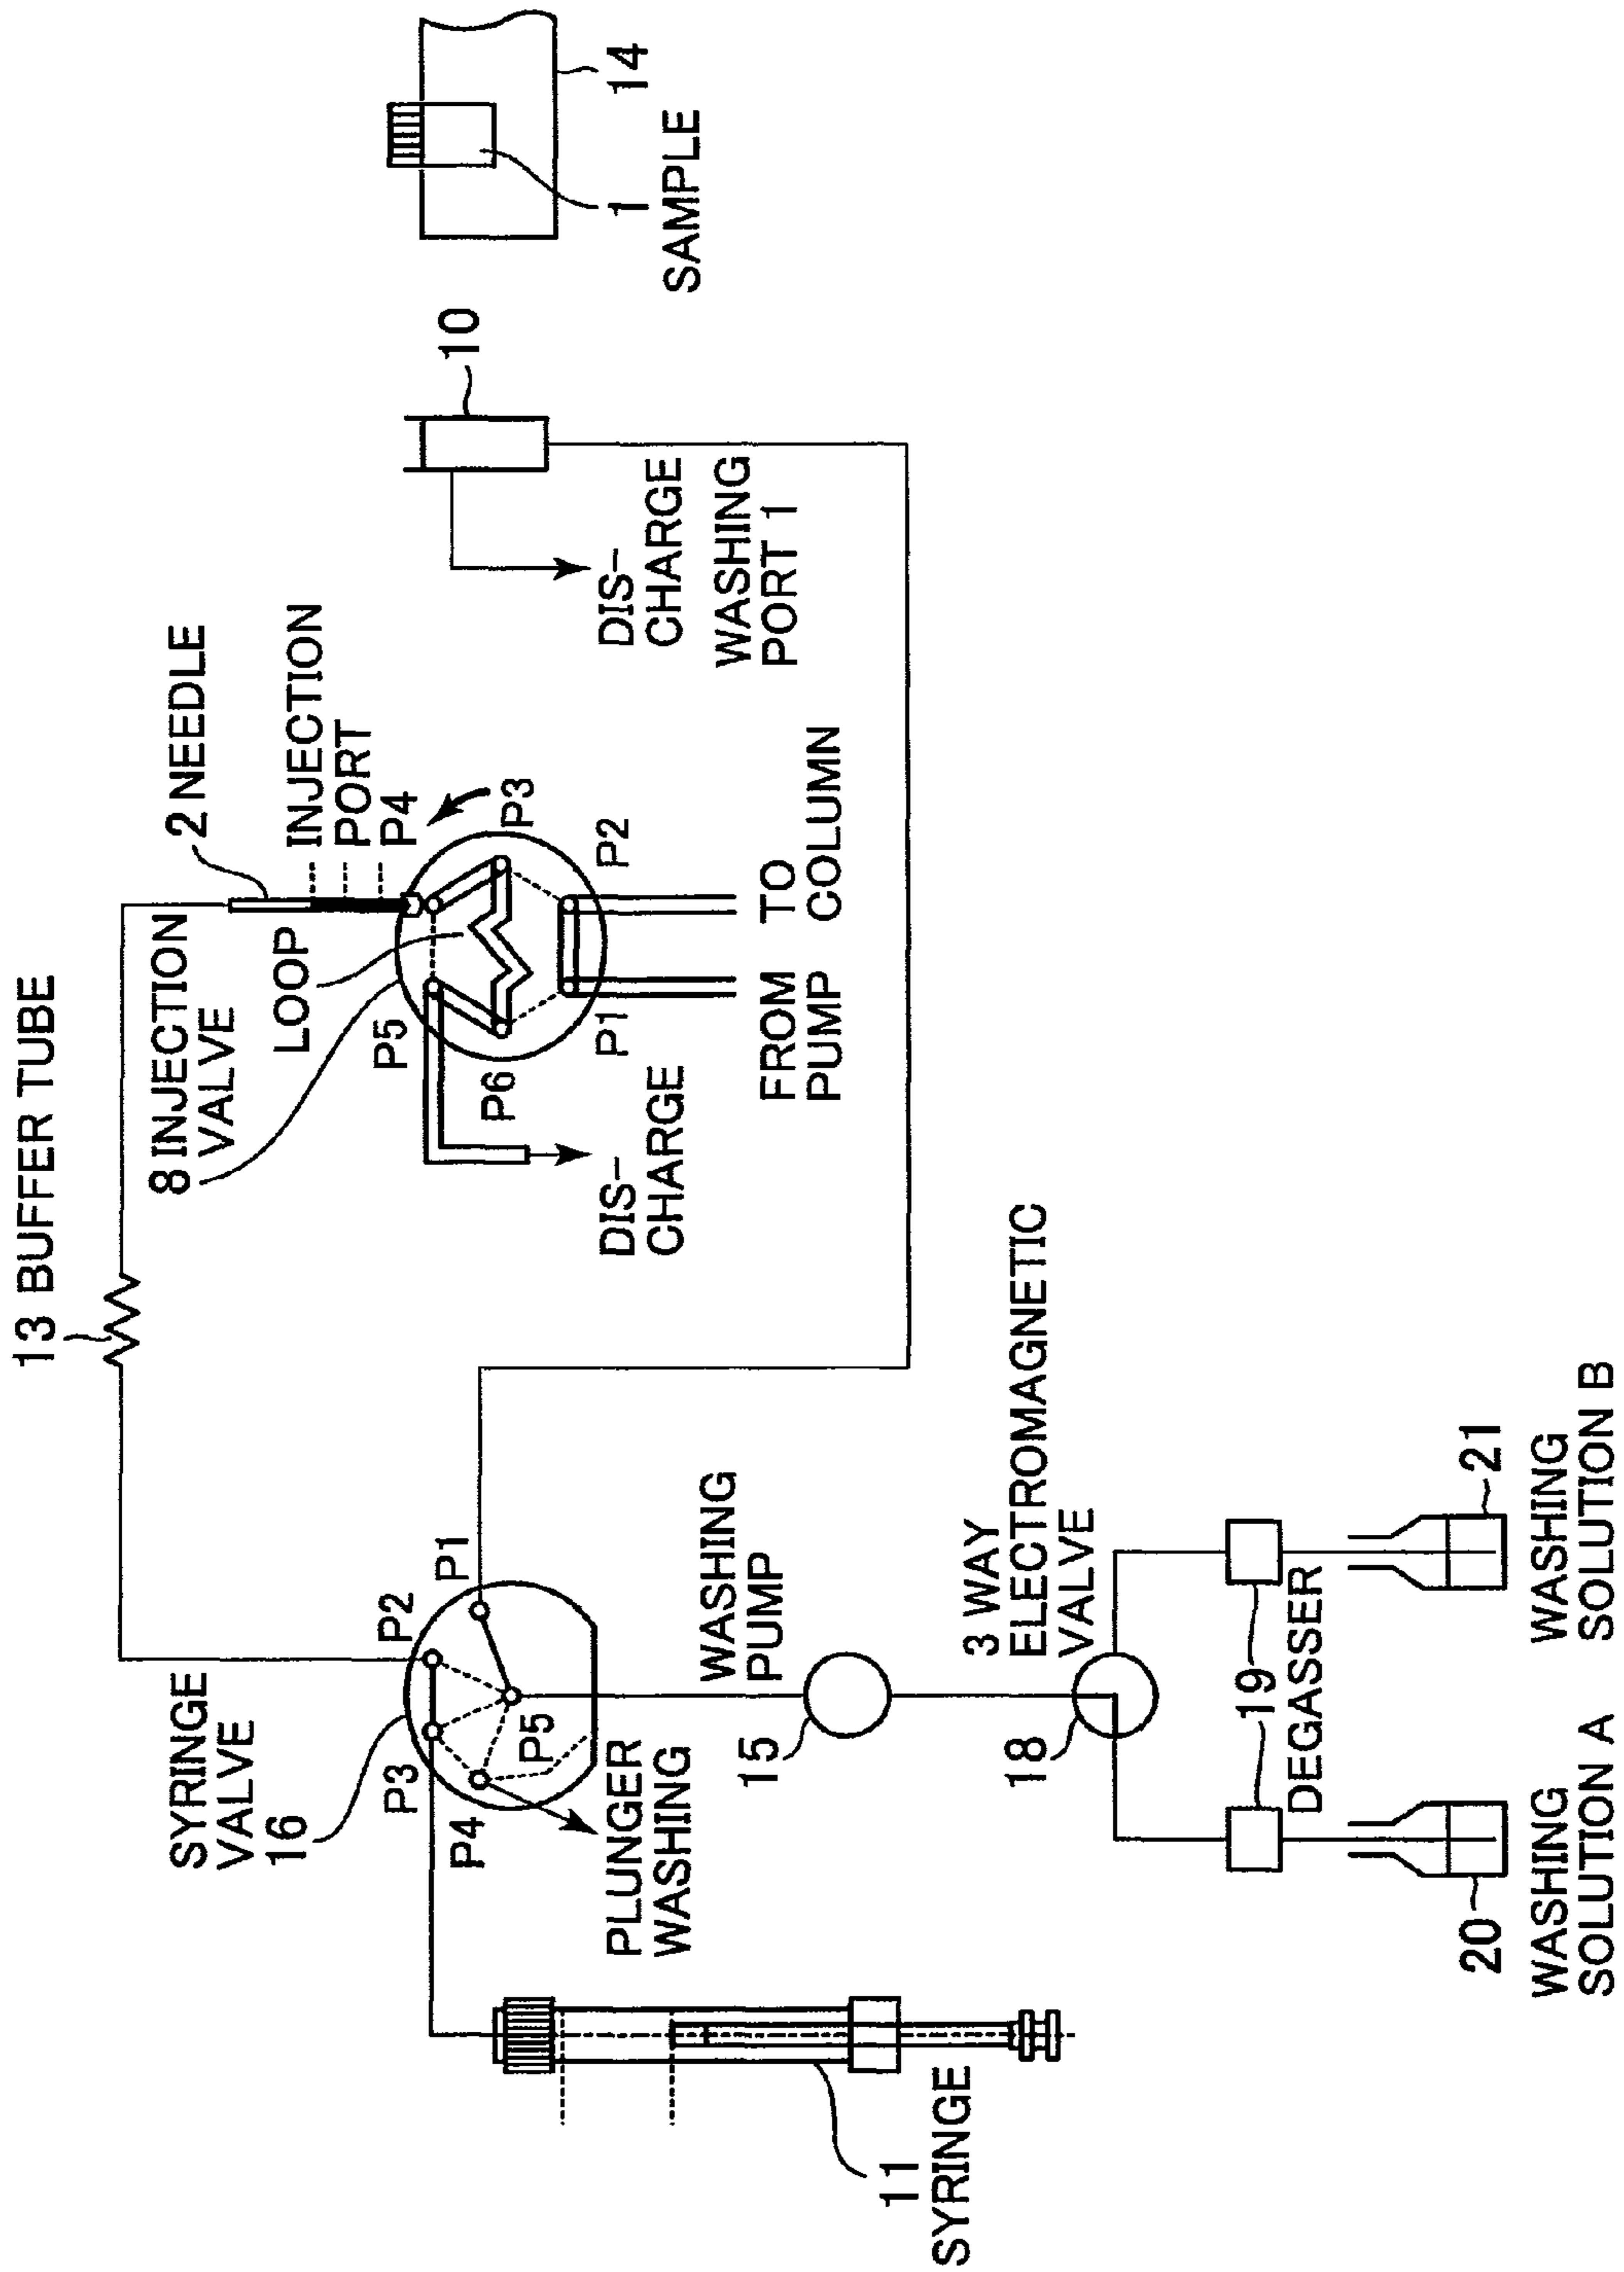 13 BUFFER TUBE
2 NEEDLE
INJECTION
PORT
P4
8 INJECTION
VALVE
LOOP
P3
P2
P5
P6
P1
DIS-
CHARGE
FROM
PUMP
TO
COLUMN
10
DIS-
CHARGE
WASHING
PORT 1
14
1
SAMPLE
SYRINGE
VALVE
16
P2
P1
P3
P4
P5
PLUNGER
WASHING
WASHING
PUMP
15
11
SYRINGE
3 WAY
ELECTROMAGNETIC
VALVE
18
19
DEGASSER
20
WASHING
SOLUTION A
21
WASHING
SOLUTION B